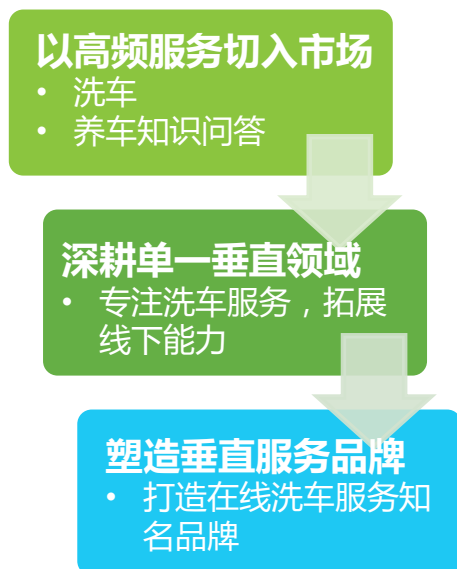 以高频服务切入市场
• 洗车
• 养车知识问答
深耕单一垂直领域
• 专注洗车服务，拓展
线下能力
塑造垂直服务品牌
• 打造在线洗车服务知
名品牌